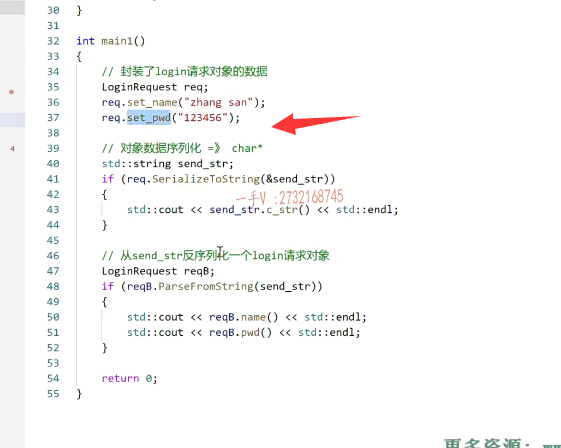 30 }
31
32 int main1()
33 {
34 // 封装了login请求对象的数据
35 LoginRequest req;
36 req.set_name("zhang san");
37 req.set_pwd("123456");
38
39 // 对象数据序列化 =》 char*
40 std::string send_str;
41 if (req.SerializeToString(&send_str))
42 {
一手V :2732168745
43 std::cout << send_str.c_str() << std::endl;
44 }
45
46 // 从send_str反序列化一个login请求对象
47 LoginRequest reqB;
48 if (reqB.ParseFromString(send_str))
49 {
50 std::cout << reqB.name() << std::endl;
51 std::cout << reqB.pwd() << std::endl;
52 }
53
54 return 0;
55 }
4
更多资源：